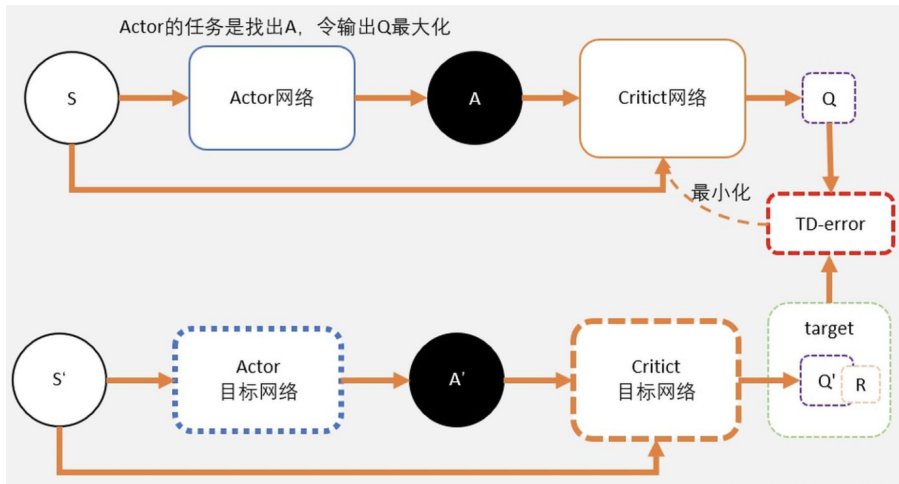 Actor的任务是找出A，令输出Q最大化
S
Actor网络
A
Critict网络
Q
最小化
TD-error
target
S‘
Actor
目标网络
A’
Critict
目标网络
Q'
R